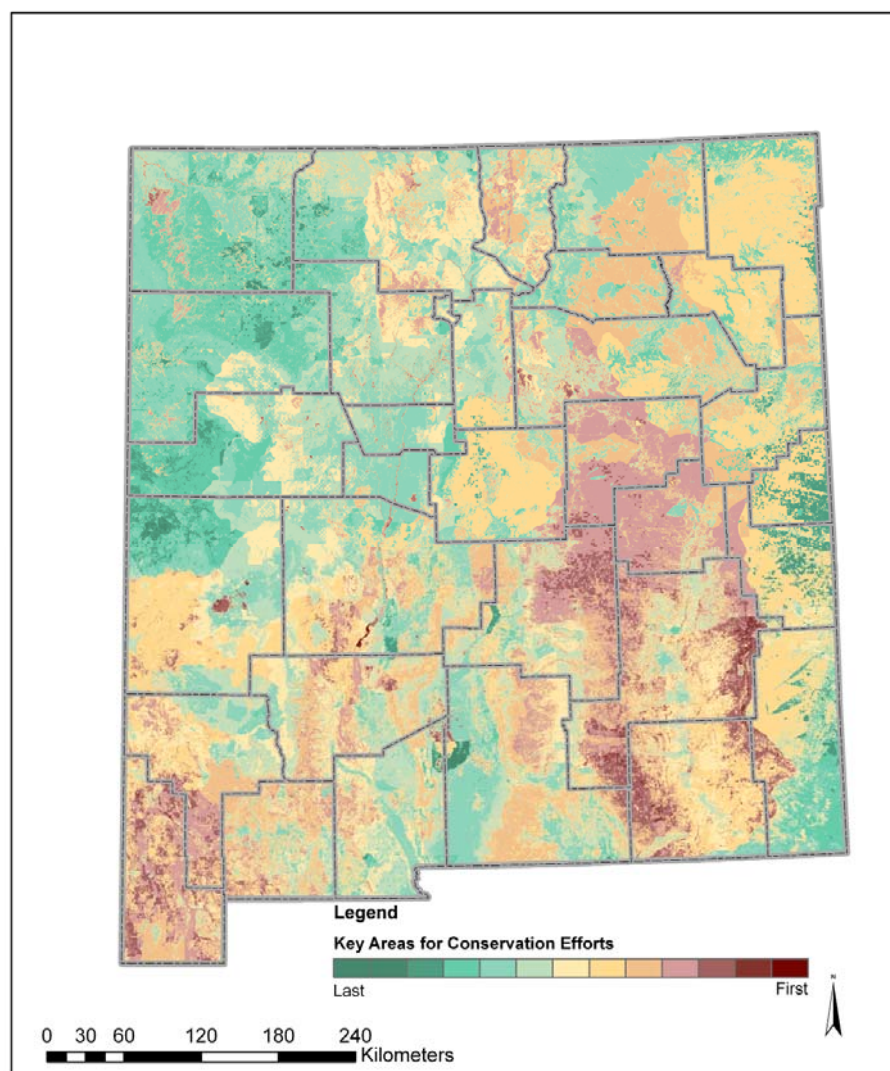 Legend
Key Areas for Conservation Efforts
Last First
N
0 30 60 120 180 240
Kilometers